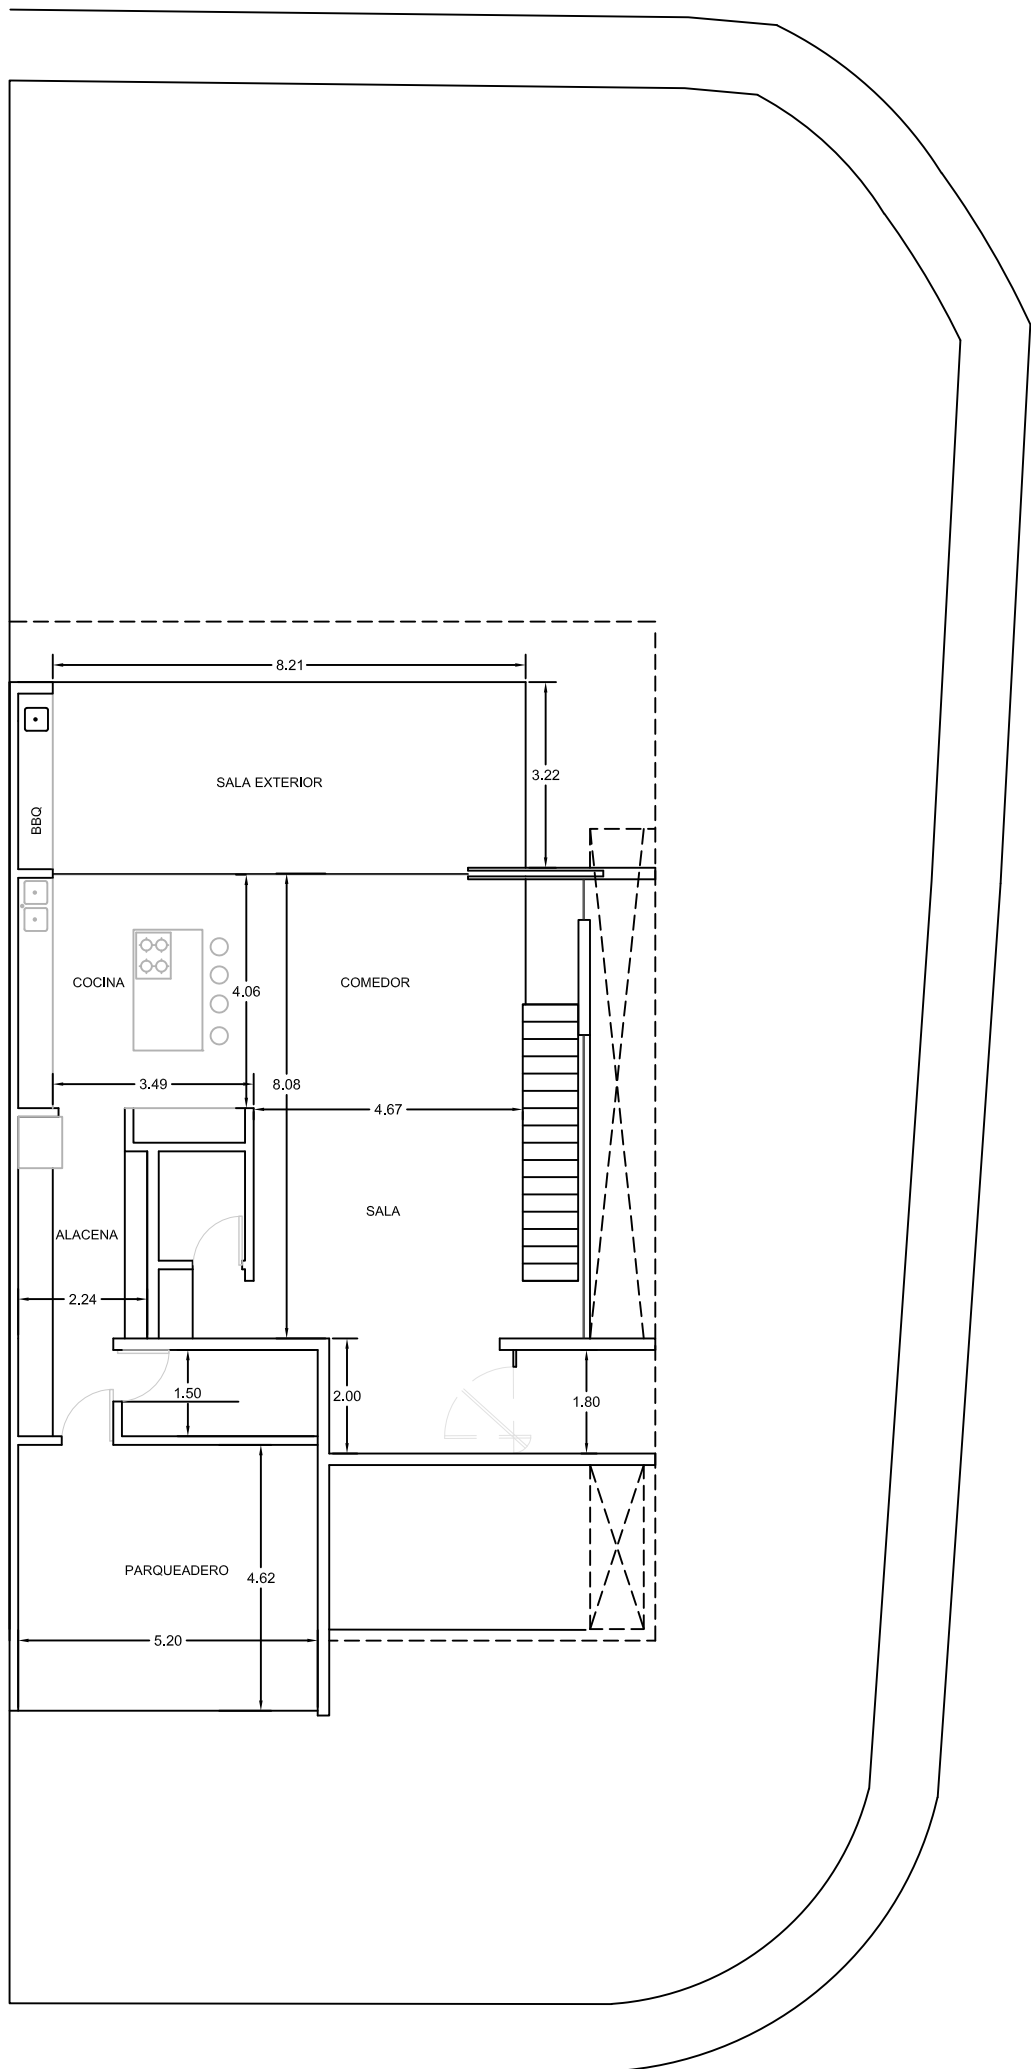 8.21
SALA EXTERIOR
3.22
BBQ
COCINA
4.06
COMEDOR
3.49
8.08
4.67
ALACENA
SALA
2.24
1.50
2.00
1.80
PARQUEADERO
4.62
5.20